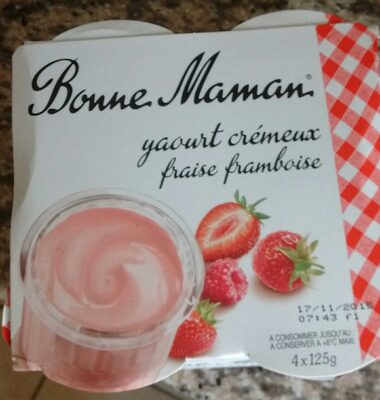 Bonne Maman®
yaourt crémeux
fraise framboise
17/11/2015
07:43 f1
A CONSOMMER JUSQU'AU :
A CONSERVER A +8°C MAXI.
4 x 125g